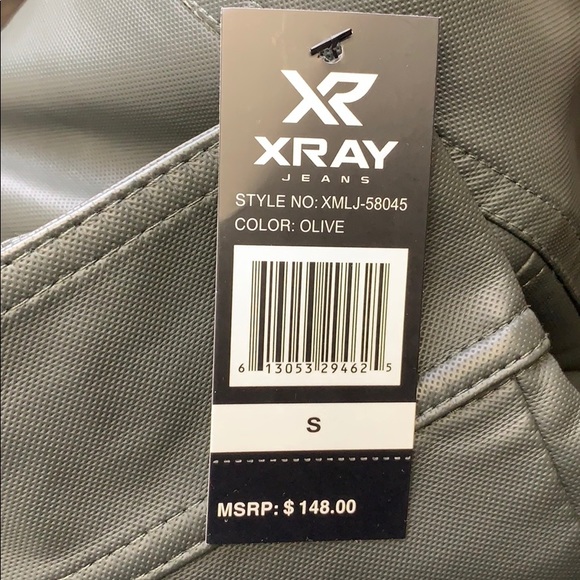 XR
XRAY
JEANS
STYLE NO: XMLJ-58045
COLOR: OLIVE
6 13053 29462 5
S
MSRP: $ 148.00